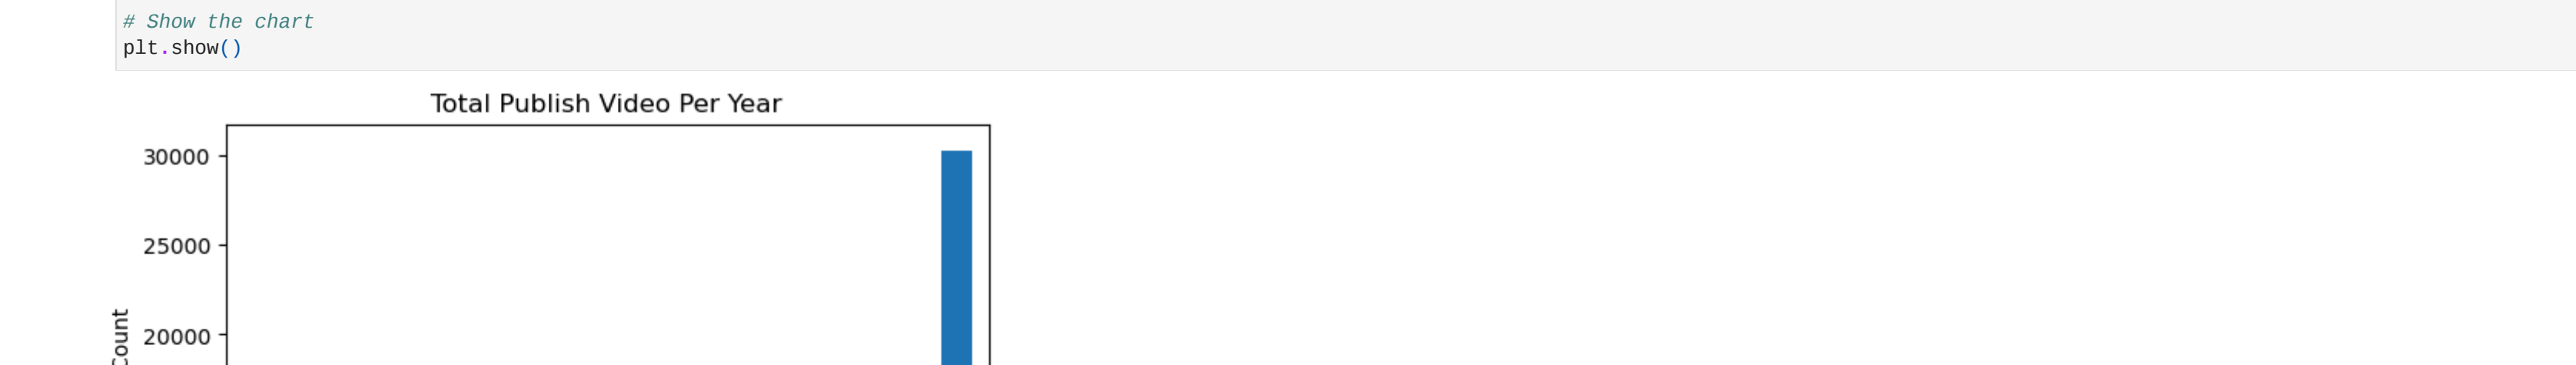 # Show the chart
plt.show()
Total Publish Video Per Year
30000
25000
20000
Count